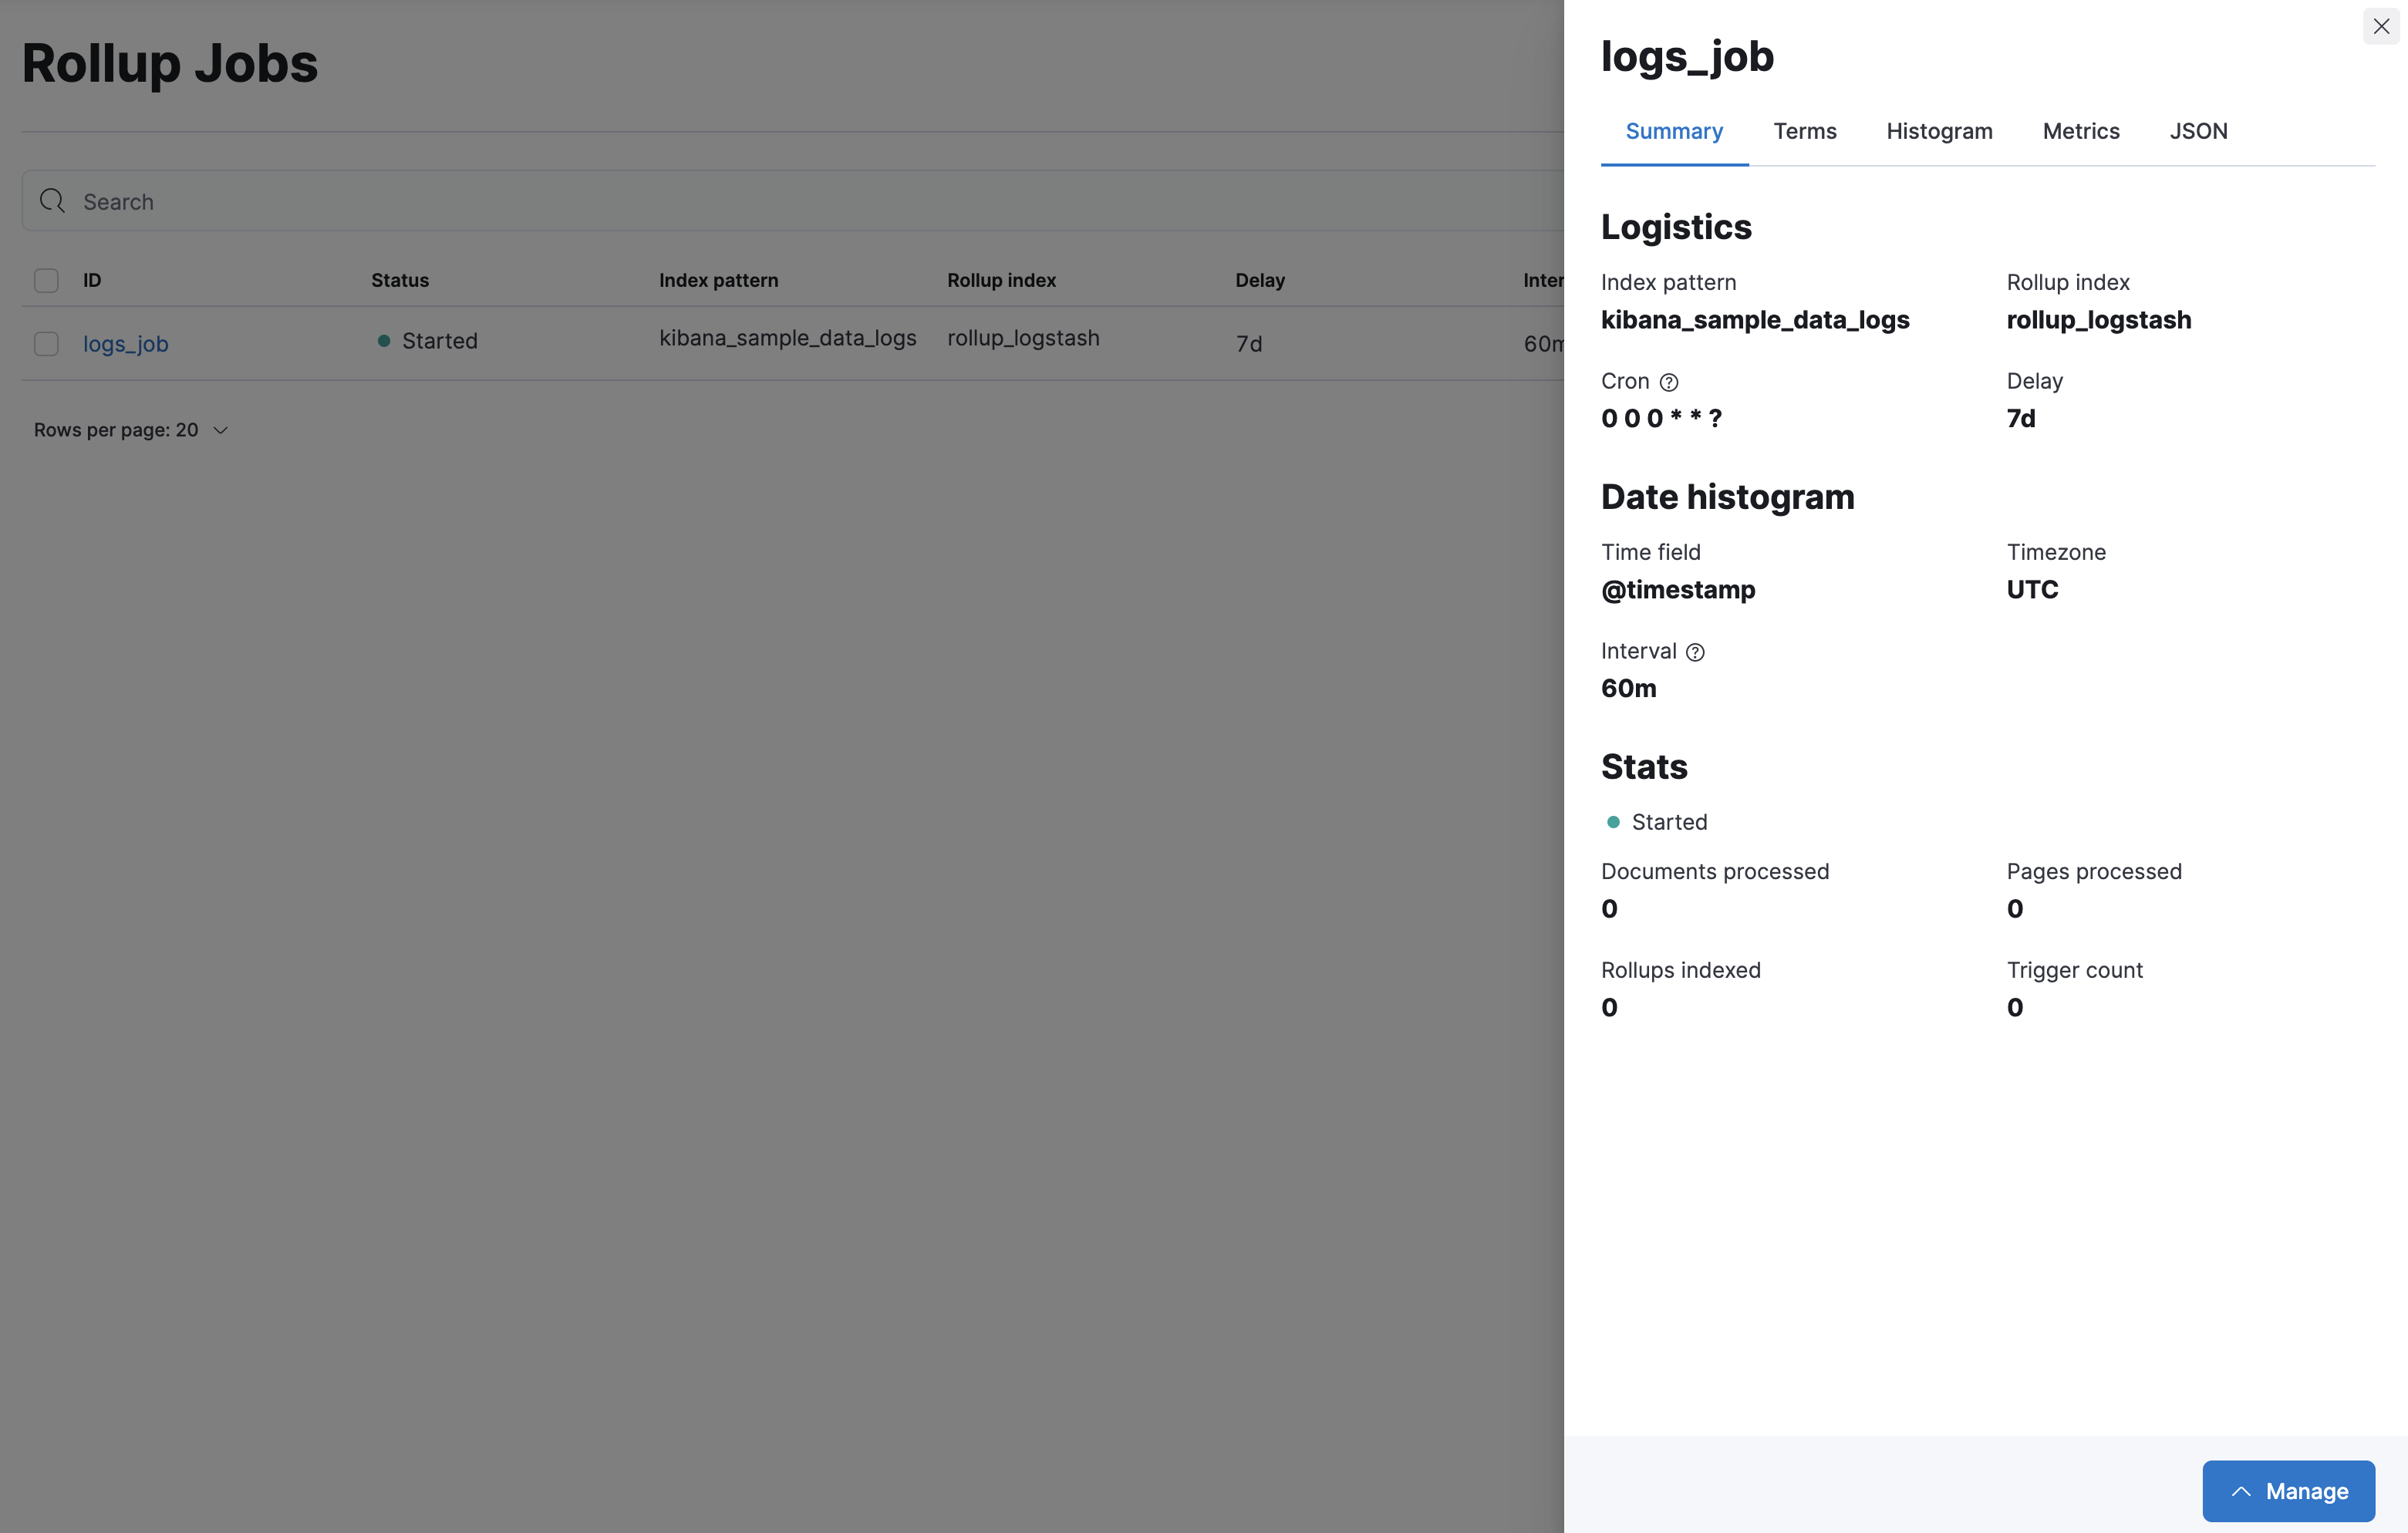 Rollup Jobs
Search
ID Status Index pattern Rollup index Delay
logs_job Started kibana_sample_data_logs rollup_logstash 7d
Rows per page: 20
logs_job
Summary Terms Histogram Metrics JSON
Logistics
Index pattern Rollup index
kibana_sample_data_logs rollup_logstash
Cron Delay
0 0 0 * * ? 7d
Date histogram
Time field Timezone
@timestamp UTC
Interval
60m
Stats
Started
Documents processed Pages processed
0 0
Rollups indexed Trigger count
0 0
Manage